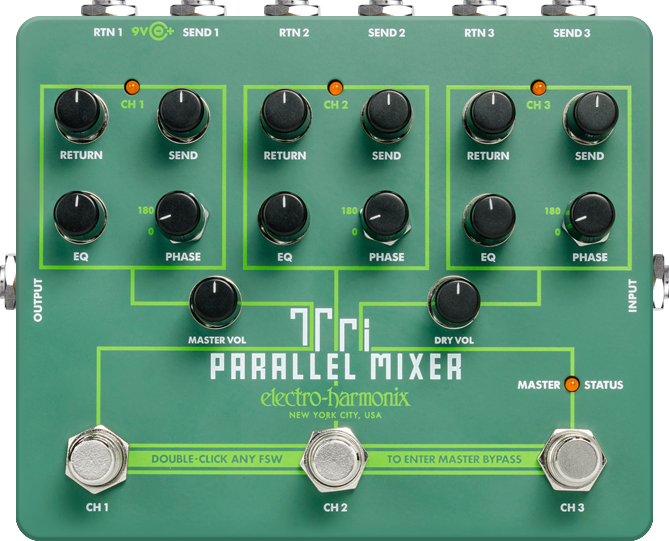 RTN 1 9V + SEND 1 RTN 2 SEND 2 RTN 3 SEND 3
CH 1 CH 2 CH 3
RETURN SEND RETURN SEND RETURN SEND
180 180 180
0 0 0
EQ PHASE EQ PHASE EQ PHASE
OUTPUT
INPUT
MASTER VOL DRY VOL
Tri
PARALLEL MIXER
electro-harmonix
NEW YORK CITY, USA
MASTER STATUS
DOUBLE-CLICK ANY FSW TO ENTER MASTER BYPASS
CH 1 CH 2 CH 3